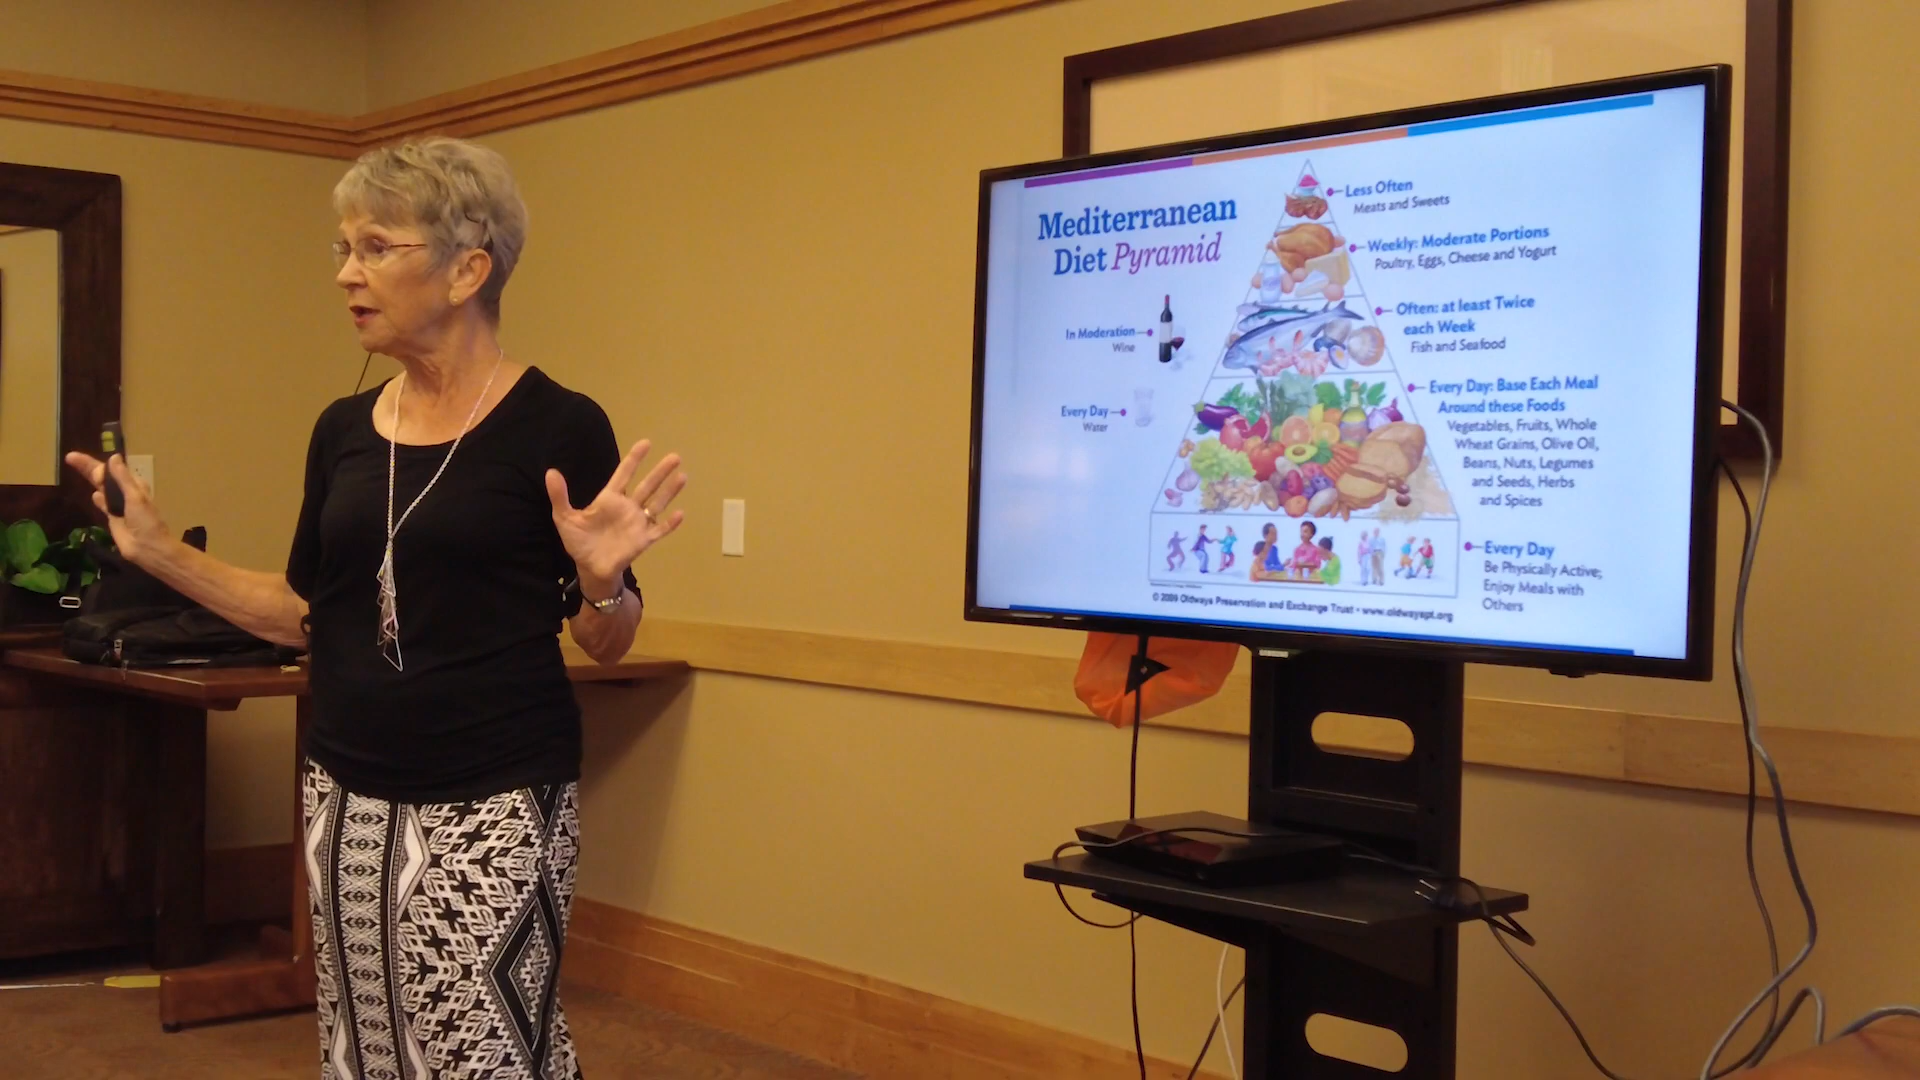 Mediterranean
Diet Pyramid
Less Often
Meats and Sweets
Weekly: Moderate Portions
Poultry, Eggs, Cheese and Yogurt
Often: at least Twice
each Week
Fish and Seafood
In Moderation
Wine
Every Day
Water
Every Day: Base Each Meal
Around these Foods
Vegetables, Fruits, Whole
Wheat Grains, Olive Oil,
Beans, Nuts, Legumes
and Seeds, Herbs
and Spices
Every Day
Be Physically Active;
Enjoy Meals with
Others
© 2009 Oldways Preservation and Exchange Trust • www.oldwayspt.org